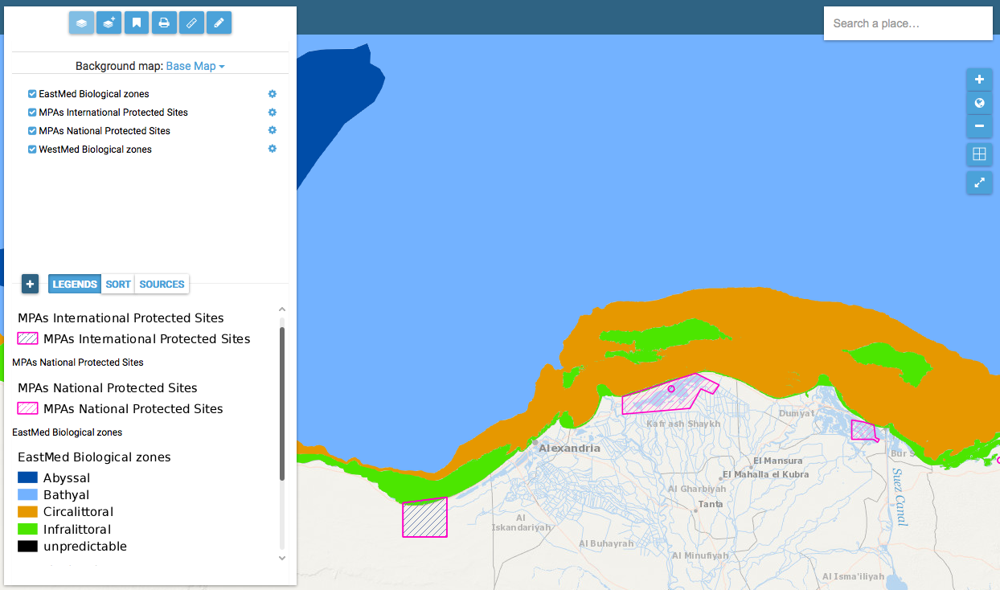 Search a place...
Background map: Base Map
EastMed Biological zones
MPAs International Protected Sites
MPAs National Protected Sites
WestMed Biological zones
LEGENDS SORT SOURCES
MPAs International Protected Sites
MPAs International Protected Sites
MPAs National Protected Sites
MPAs National Protected Sites
MPAs National Protected Sites
EastMed Biological zones
EastMed Biological zones
Abyssal
Bathyal
Circalittoral
Infralittoral
unpredictable
Kafr ash Shaykh
Dumyat
Alexandria
Bur S
El Mansura
El Mahalla el Kubra
Al Gharbiyah
Tanta
Suez Canal
Al
Iskandariyah
Al Buhayrah
Al Minufiyah
Al Isma'iliyah